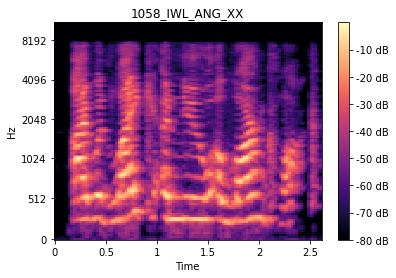 1058_IWL_ANG_XX
8192
4096
2048
1024
512
0
Hz
0 0.5 1 1.5 2 2.5
Time
-10 dB
-20 dB
-30 dB
-40 dB
-50 dB
-60 dB
-70 dB
-80 dB